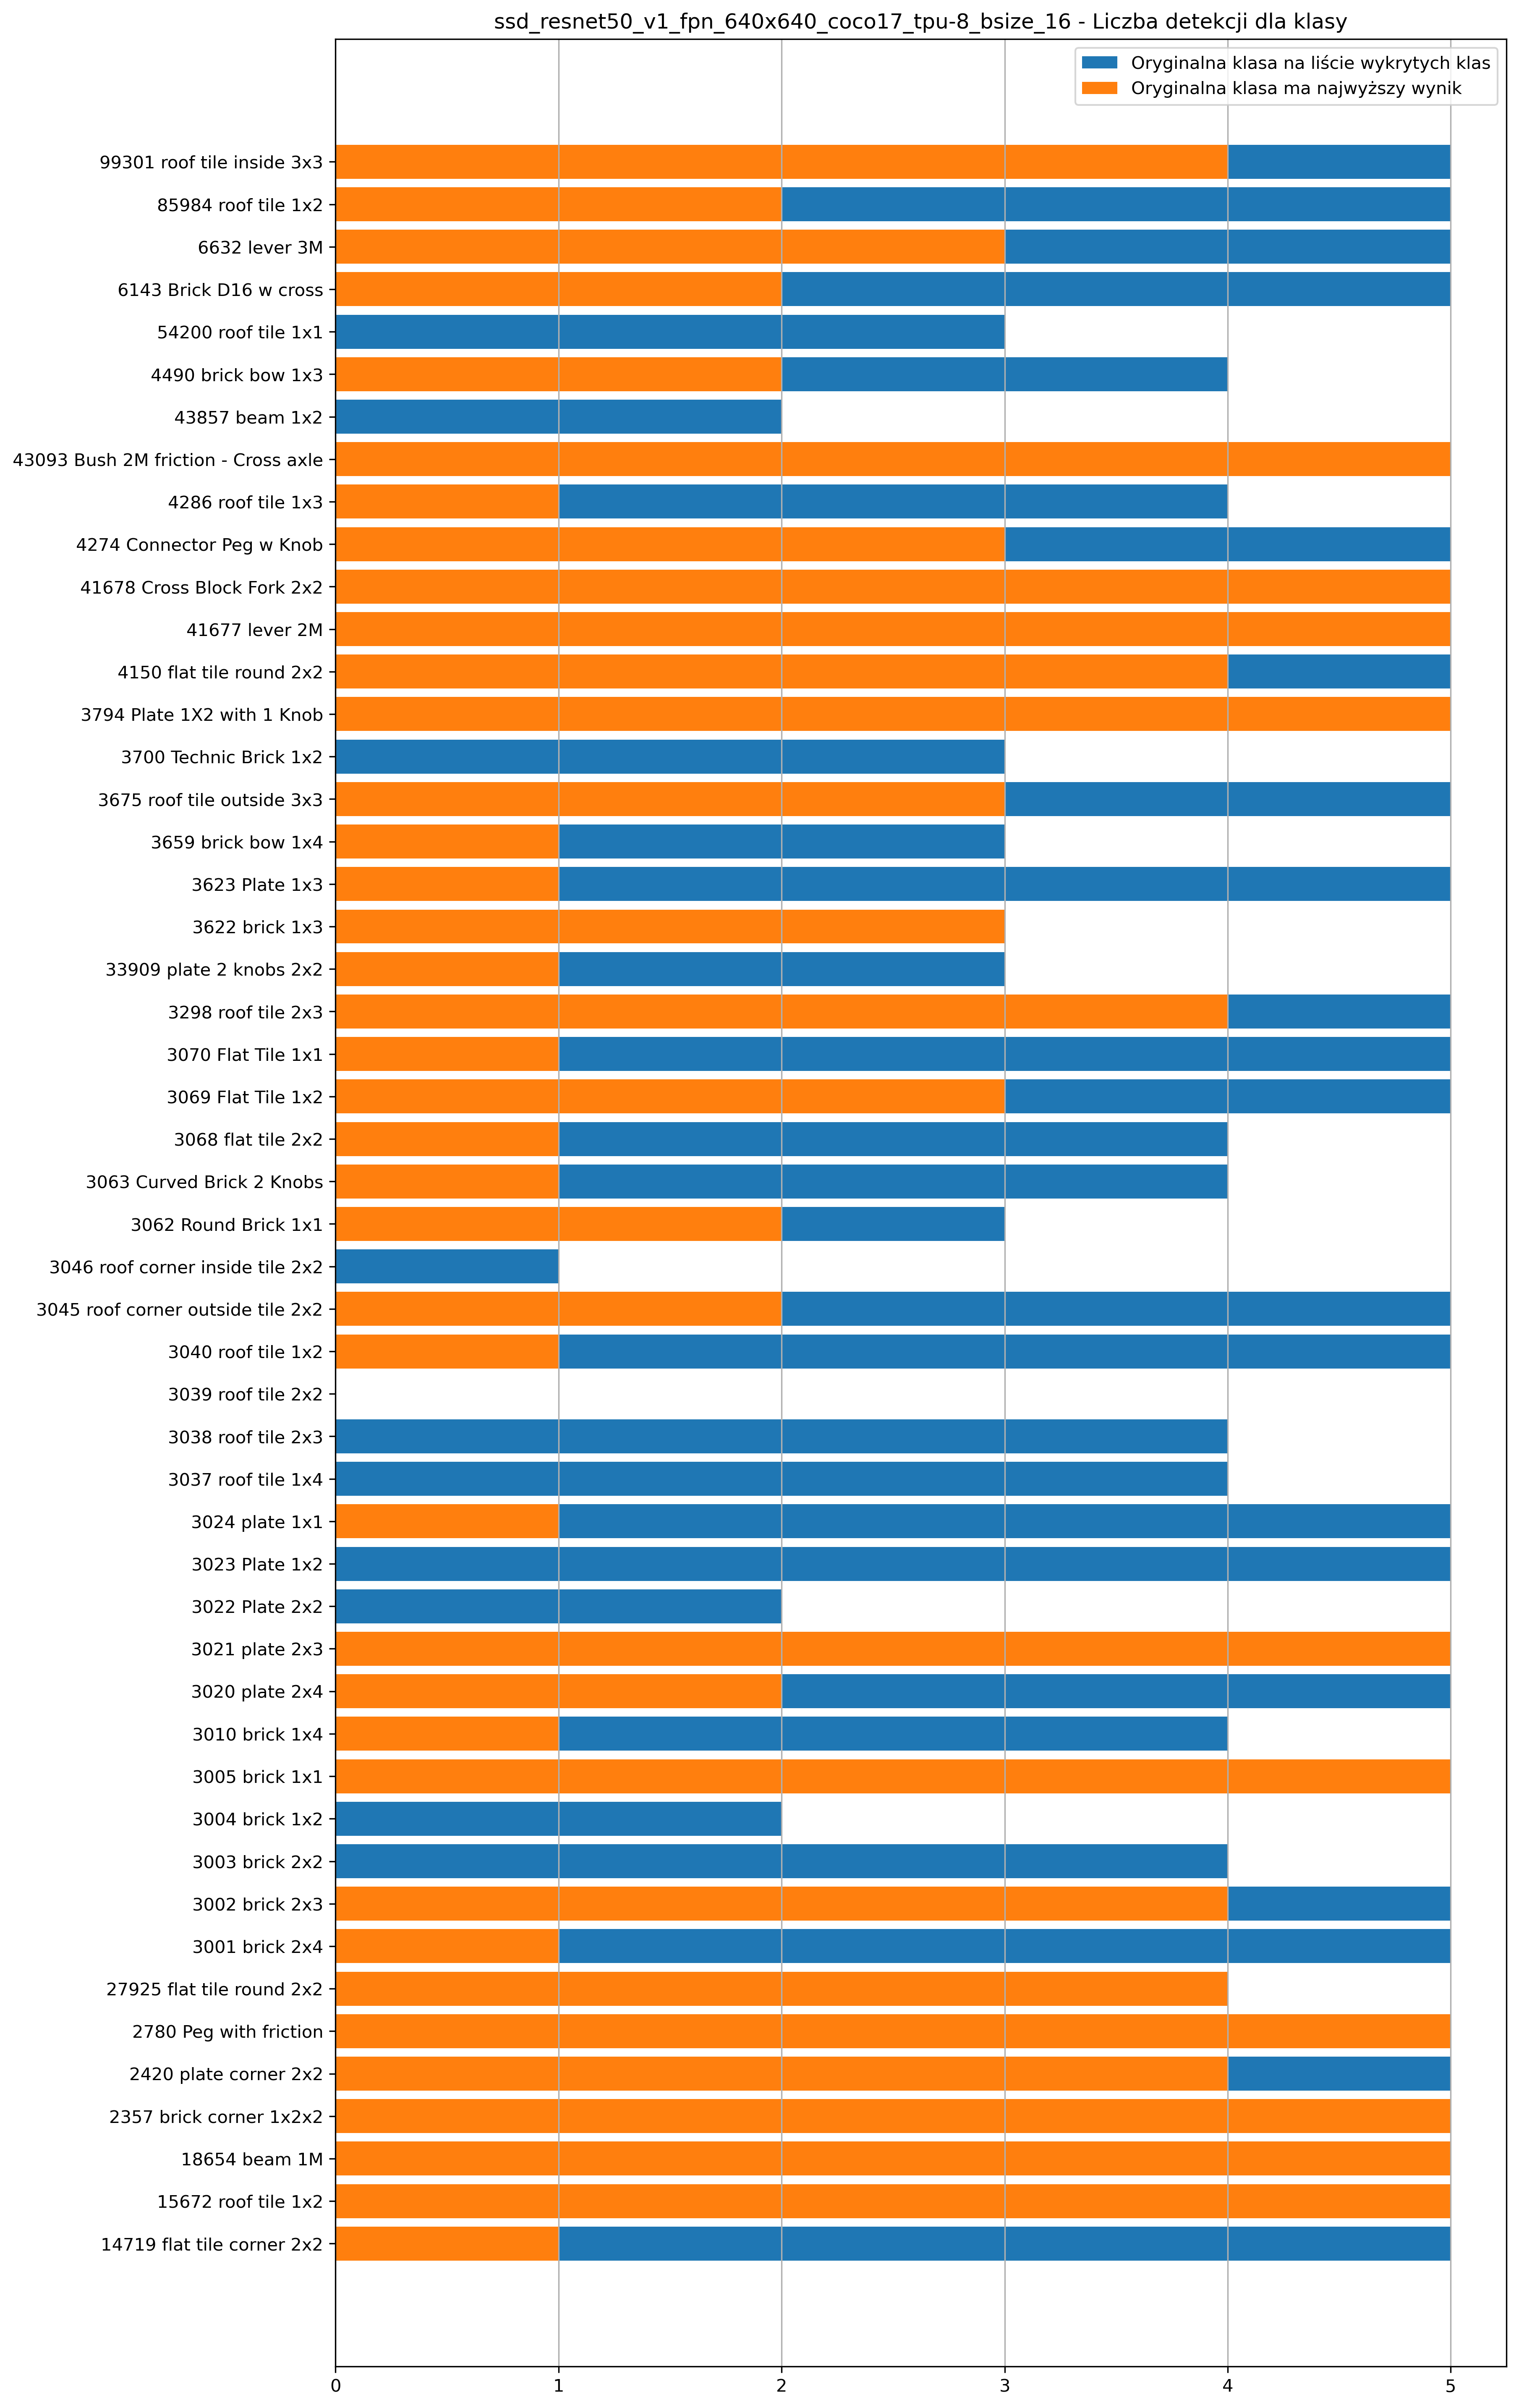 ssd_resnet50_v1_fpn_640x640_coco17_tpu-8_bsize_16 - Liczba detekcji dla klasy
Oryginalna klasa na liście wykrytych klas
Oryginalna klasa ma najwyższy wynik
99301 roof tile inside 3x3
85984 roof tile 1x2
6632 lever 3M
6143 Brick D16 w cross
54200 roof tile 1x1
4490 brick bow 1x3
43857 beam 1x2
43093 Bush 2M friction - Cross axle
4286 roof tile 1x3
4274 Connector Peg w Knob
41678 Cross Block Fork 2x2
41677 lever 2M
4150 flat tile round 2x2
3794 Plate 1X2 with 1 Knob
3700 Technic Brick 1x2
3675 roof tile outside 3x3
3659 brick bow 1x4
3623 Plate 1x3
3622 brick 1x3
33909 plate 2 knobs 2x2
3298 roof tile 2x3
3070 Flat Tile 1x1
3069 Flat Tile 1x2
3068 flat tile 2x2
3063 Curved Brick 2 Knobs
3062 Round Brick 1x1
3046 roof corner inside tile 2x2
3045 roof corner outside tile 2x2
3040 roof tile 1x2
3039 roof tile 2x2
3038 roof tile 2x3
3037 roof tile 1x4
3024 plate 1x1
3023 Plate 1x2
3022 Plate 2x2
3021 plate 2x3
3020 plate 2x4
3010 brick 1x4
3005 brick 1x1
3004 brick 1x2
3003 brick 2x2
3002 brick 2x3
3001 brick 2x4
27925 flat tile round 2x2
2780 Peg with friction
2420 plate corner 2x2
2357 brick corner 1x2x2
18654 beam 1M
15672 roof tile 1x2
14719 flat tile corner 2x2
0 1 2 3 4 5